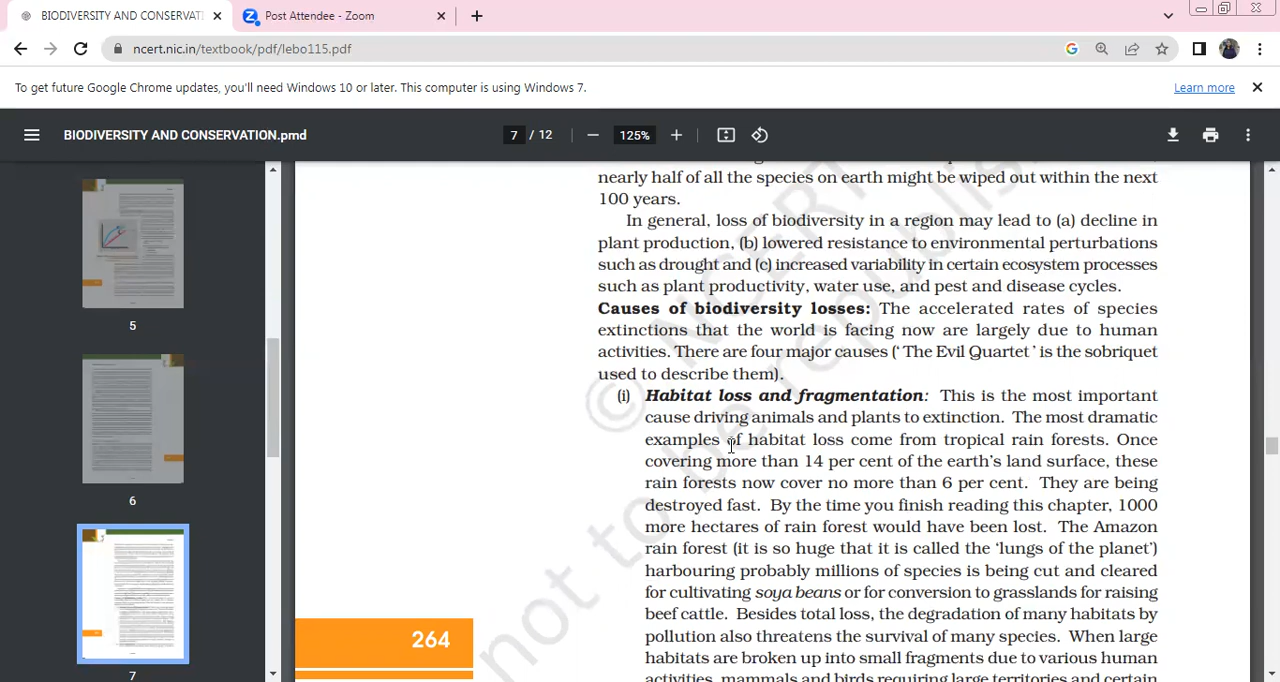 BIODIVERSITY AND CONSERVATI
Post Attendee - Zoom
ncert.nic.in/textbook/pdf/lebo115.pdf
To get future Google Chrome updates, you'll need Windows 10 or later. This computer is using Windows 7.
Learn more
BIODIVERSITY AND CONSERVATION.pmd
7 / 12
125%
nearly half of all the species on earth might be wiped out within the next
100 years.
In general, loss of biodiversity in a region may lead to (a) decline in
plant production, (b) lowered resistance to environmental perturbations
such as drought and (c) increased variability in certain ecosystem processes
such as plant productivity, water use, and pest and disease cycles.
Causes of biodiversity losses: The accelerated rates of species
extinctions that the world is facing now are largely due to human
activities. There are four major causes (‘ The Evil Quartet ’ is the sobriquet
used to describe them).
(i) Habitat loss and fragmentation: This is the most important
cause driving animals and plants to extinction. The most dramatic
examples of habitat loss come from tropical rain forests. Once
covering more than 14 per cent of the earth’s land surface, these
rain forests now cover no more than 6 per cent. They are being
destroyed fast. By the time you finish reading this chapter, 1000
more hectares of rain forest would have been lost. The Amazon
rain forest (it is so huge that it is called the ‘lungs of the planet’)
harbouring probably millions of species is being cut and cleared
for cultivating soya beans or for conversion to grasslands for raising
beef cattle. Besides total loss, the degradation of many habitats by
pollution also threatens the survival of many species. When large
habitats are broken up into small fragments due to various human
activities, mammals and birds requiring large territories and certain
264
5
6
7
© NCERT
not to be republis